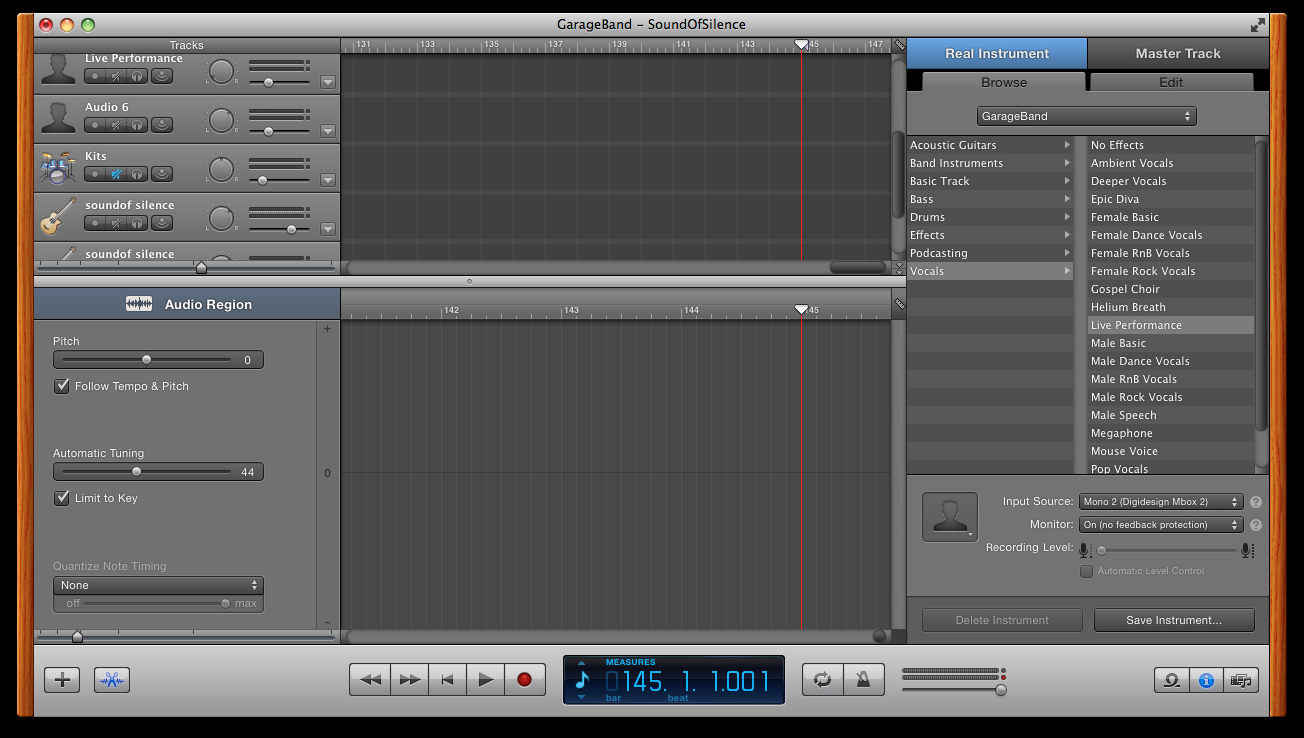 GarageBand – SoundOfSilence
Tracks
131 133 135 137 139 141 143 145 147
Live Performance
L R
Audio 6
L R
Kits
L R
soundof silence
L R
soundof silence
Real Instrument
Master Track
Browse
Edit
GarageBand
Acoustic Guitars
Band Instruments
Basic Track
Bass
Drums
Effects
Podcasting
Vocals
No Effects
Ambient Vocals
Deeper Vocals
Epic Diva
Female Basic
Female Dance Vocals
Female RnB Vocals
Female Rock Vocals
Gospel Choir
Helium Breath
Live Performance
Male Basic
Male Dance Vocals
Male RnB Vocals
Male Rock Vocals
Male Speech
Megaphone
Mouse Voice
Pop Vocals
Audio Region
142 143 144 145
Pitch
0
Follow Tempo & Pitch
Automatic Tuning
44
Limit to Key
Quantize Note Timing
None
off max
+
0
-
Input Source: Mono 2 (Digidesign Mbox 2) ?
Monitor: On (no feedback protection) ?
Recording Level:
Automatic Level Control
Delete Instrument
Save Instrument...
MEASURES
145. 1. 1.001
bar beat